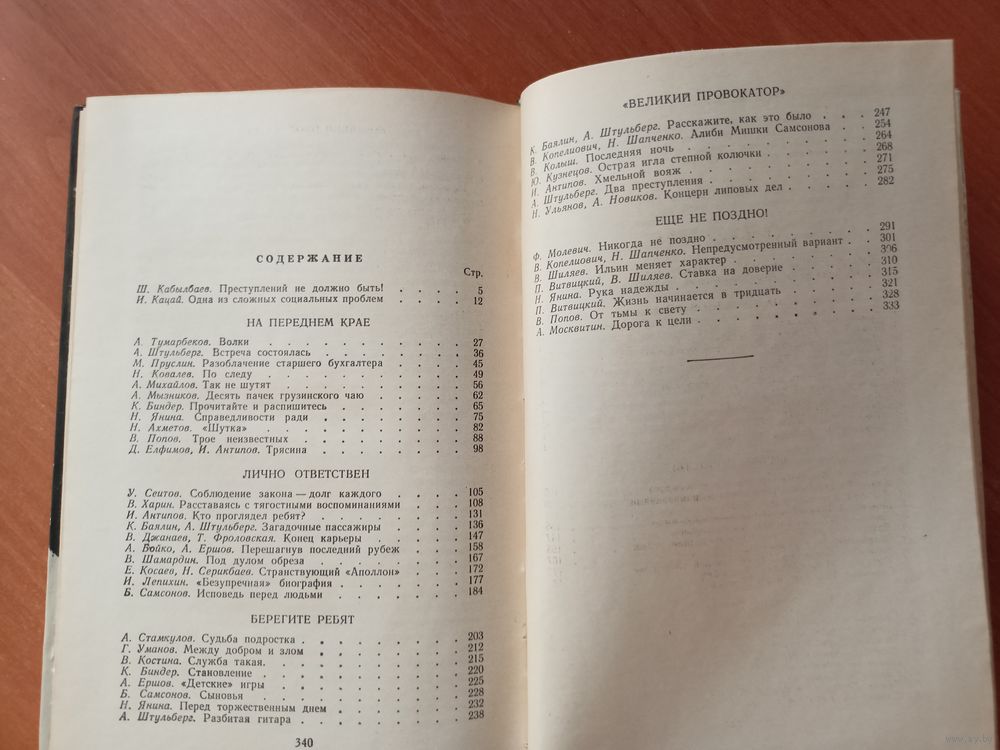 СОДЕРЖАНИЕ
Стр.
Ш. Кабылбаев. Преступлений не должно быть! . . . . 5
И. Кацай. Одна из сложных социальных проблем . . . . 12
НА ПЕРЕДНЕМ КРАЕ
А. Тумарбеков. Волки . . . . . . . . . 27
А. Штульберг. Встреча состоялась . . . . . . . 36
М. Пруслин. Разоблачение старшего бухгалтера . . . . 45
Н. Ковалев. По следу . . . . . . . . . 49
А. Михайлов. Так не шутят . . . . . . . . 56
А. Мызников. Десять пачек грузинского чаю . . . . . 62
К. Биндер. Прочитайте и распишитесь . . . . . . 65
Н. Янина. Справедливости ради . . . . . . . 75
Н. Ахметов. «Шутка» . . . . . . . . . 82
В. Попов. Трое неизвестных . . . . . . . . 88
Д. Елфимов, И. Антипов. Трясина . . . . . . . 98
ЛИЧНО ОТВЕТСТВЕН
У. Сеитов. Соблюдение закона — долг каждого . . . . 105
В. Харин. Расставаясь с тягостными воспоминаниями . . . 108
И. Антипов. Кто проглядел ребят? . . . . . . . 131
К. Баялин, А. Штульберг. Загадочные пассажиры . . . . 136
В. Джанаев, Т. Фроловская. Конец карьеры . . . . . 147
А. Бойко, А. Ершов. Перешагнув последний рубеж . . . 158
В. Шамардин. Под дулом обреза . . . . . . . 167
Е. Косаев, Н. Серикбаев. Странствующий «Аполлон» . . . 172
И. Лепихин. «Безупречная» биография . . . . . . 177
Б. Самсонов. Исповедь перед людьми . . . . . . 184
БЕРЕГИТЕ РЕБЯТ
А. Стамкулов. Судьба подростка . . . . . . . 203
Г. Уманов. Между добром и злом . . . . . . . 212
В. Костина. Служба такая. . . . . . . . . 215
К. Биндер. Становление . . . . . . . . . 220
А. Ершов. «Детские» игры . . . . . . . . 225
Б. Самсонов. Сыновья . . . . . . . . . 228
Н. Янина. Перед торжественным днем . . . . . . 232
А. Штульберг. Разбитая гитара . . . . . . . 238
340
«ВЕЛИКИЙ ПРОВОКАТОР»
К. Баялин, А. Штульберг. Расскажите, как это было . . . 247
В. Копелиович, Н. Шапченко. Алиби Мишки Самсонова . . 254
В. Колыш. Последняя ночь . . . . . . . . 264
Ю. Кузнецов. Острая игла степной колючки . . . . . 268
И. Антипов. Хмельной вояж . . . . . . . . 271
А. Штульберг. Два преступления . . . . . . . 275
Н. Ульянов, А. Новиков. Концерн липовых дел . . . . 282
ЕЩЕ НЕ ПОЗДНО!
Ф. Молевич. Никогда не поздно . . . . . . . 291
В. Копелиович, Н. Шапченко. Непредусмотренный вариант . . 301
В. Шиляев. Ильин меняет характер . . . . . . 306
П. Витвицкий, В. Шиляев. Ставка на доверие . . . . 310
Н. Янина. Рука надежды . . . . . . . . 315
П. Витвицкий. Жизнь начинается в тридцать . . . . . 321
В. Попов. От тьмы к свету . . . . . . . . 328
А. Москвитин. Дорога к цели . . . . . . . . 333